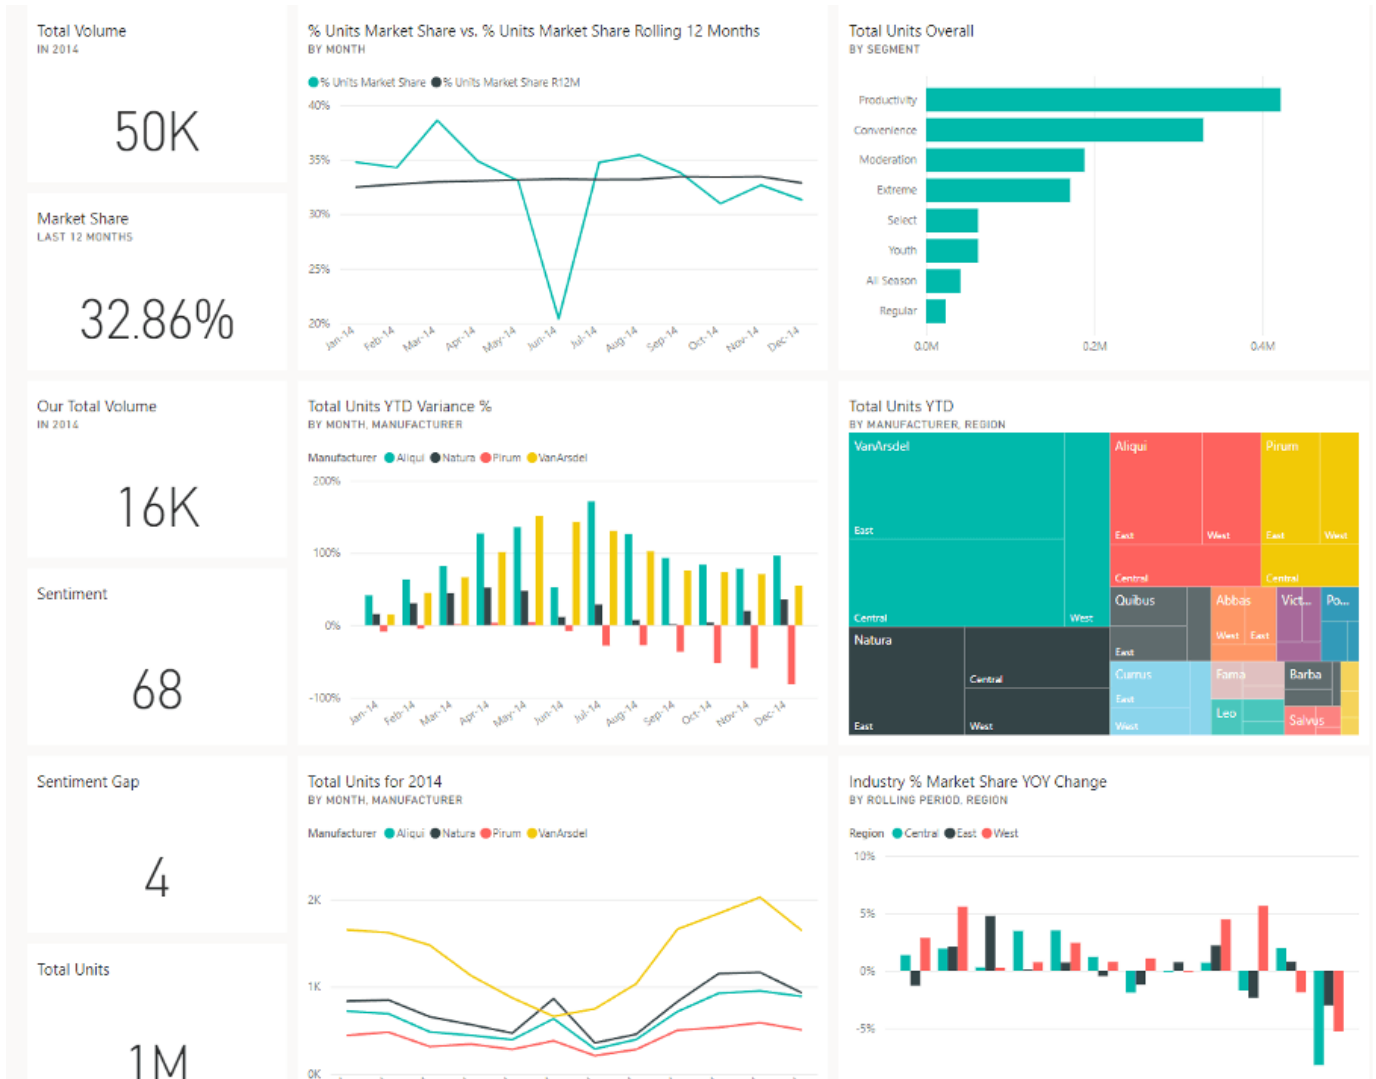 Total Volume
IN 2014
50K
Market Share
LAST 12 MONTHS
32.86%
Our Total Volume
IN 2014
16K
Sentiment
68
Sentiment Gap
4
Total Units
1M
% Units Market Share vs. % Units Market Share Rolling 12 Months
BY MONTH
% Units Market Share % Units Market Share R12M
40%
35%
30%
25%
20%
Jan-14 Feb-14 Mar-14 Apr-14 May-14 Jun-14 Jul-14 Aug-14 Sep-14 Oct-14 Nov-14 Dec-14
Total Units Overall
BY SEGMENT
Productivity
Convenience
Moderation
Extreme
Select
Youth
All Season
Regular
0.0M 0.2M 0.4M
Total Units YTD Variance %
BY MONTH, MANUFACTURER
Manufacturer Aliqui Natura Pirum VanArsdel
200%
100%
0%
-100%
Jan-14 Feb-14 Mar-14 Apr-14 May-14 Jun-14 Jul-14 Aug-14 Sep-14 Oct-14 Nov-14 Dec-14
Total Units YTD
BY MANUFACTURER, REGION
VanArsdel
East
Central
West
Aliqui
East
West
Central
Pirum
East
West
Central
Natura
East
Central
West
Quibus
East
Abbas
West East
Vict...
Po...
Currus
East
West
Fama
Leo
Barba
Salvus
Total Units for 2014
BY MONTH, MANUFACTURER
Manufacturer Aliqui Natura Pirum VanArsdel
2K
1K
0K
Industry % Market Share YOY Change
BY ROLLING PERIOD, REGION
Region Central East West
10%
5%
0%
-5%